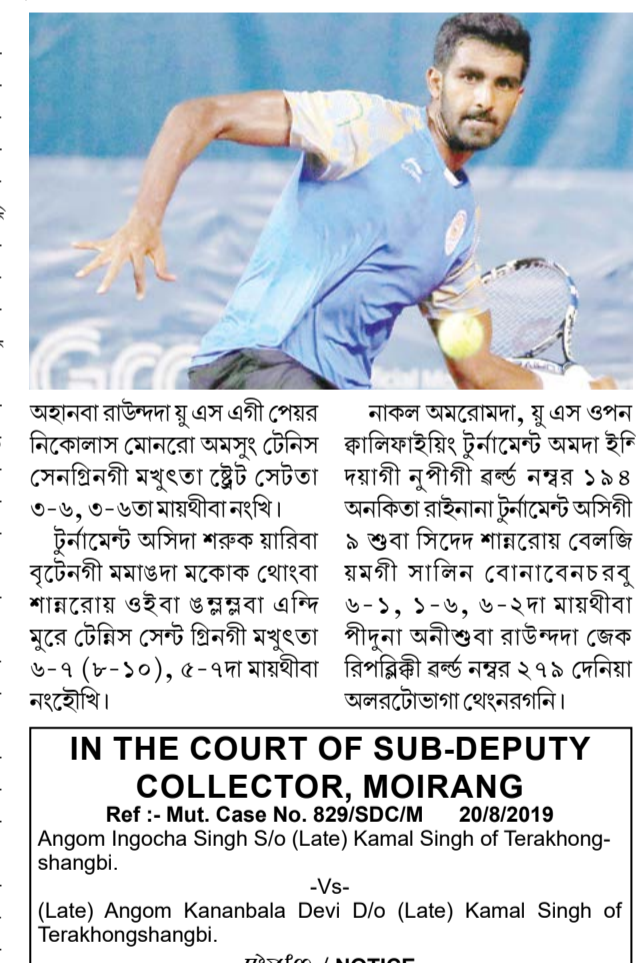 অহানবা রাউন্দদা য়ু এস এগী পেয়র
নিকোলাস মোনরো অমসুং টেনিস
সেনগ্রিনগী মখুৎতা ষ্ট্রেট সেটতা
৩-৬, ৩-৬তা মায়থীবা নংখি।
টুর্নামেন্ট অসিদা শরুক য়ারিবা
বৃটেনগী মমাঙদা মকোক থোংবা
শান্নরোয় ওইবা ঙম্লম্লবা এন্দি
মুরে টেন্নিস সেন্ট গ্রিনগী মখুৎতা
৬-৭ (৮-১০), ৫-৭দা মায়থীবা
নংহৌখি।
নাকল অমরোমদা, য়ু এস ওপন
ক্বালিফাইয়িং টুর্নামেন্ট অমদা ইন্দি
দয়াগী নুপীগী ৱর্ল্ড নম্বর ১৯৪
অনকিতা রাইনানা টুর্নামেন্ট অসিগী
৯ শুবা সিদেদ শান্নরোয় বেলজি
য়মগী সালিন বোনাবেনচরবু
৬-১, ১-৬, ৬-২দা মায়থীবা
পীদুনা অনীশুবা রাউন্দদা জেক
রিপব্লিক্কী ৱর্ল্ড নম্বর ২৭৯ দেনিয়া
অলরটোভাগা থেংনরগনি।
IN THE COURT OF SUB-DEPUTY
COLLECTOR, MOIRANG
Ref :- Mut. Case No. 829/SDC/M 20/8/2019
Angom Ingocha Singh S/o (Late) Kamal Singh of Terakhong-
shangbi.
-Vs-
(Late) Angom Kananbala Devi D/o (Late) Kamal Singh of
Terakhongshangbi.
/ NOTICE